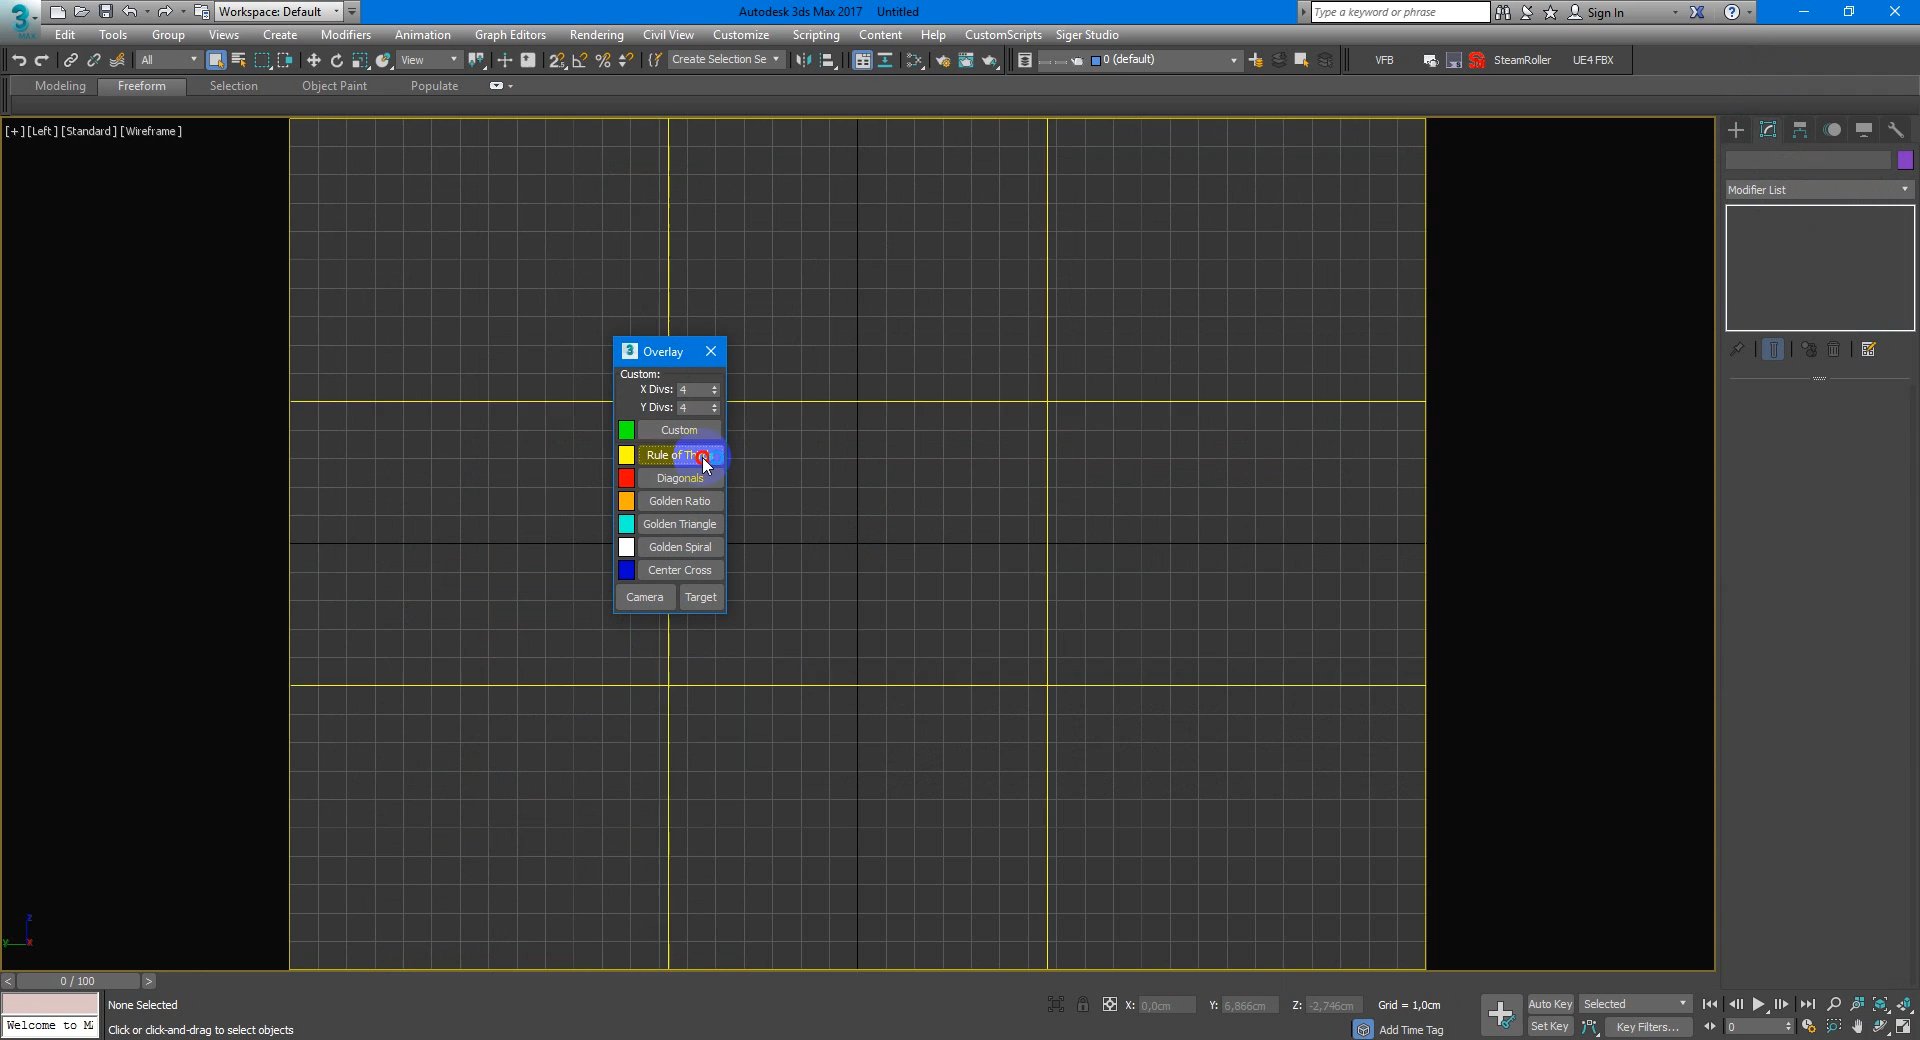 Workspace: Default
Autodesk 3ds Max 2017 Untitled
Type a keyword or phrase
Sign In
3
MAX
Edit Tools Group Views Create Modifiers Animation Graph Editors Rendering Civil View Customize Scripting Content Help CustomScripts Siger Studio
All
View
Create Selection Se
0 (default)
VFB
SteamRoller
UE4 FBX
Modeling Freeform Selection Object Paint Populate
[+] [Left] [Standard] [Wireframe]
Modifier List
3 Overlay
Custom:
X Divs: 4
Y Divs: 4
Custom
Diagonals
Golden Ratio
Golden Triangle
Golden Spiral
Center Cross
Camera Target
z
y x
< 0 / 100 >
None Selected
X: 0,0cm Y: 6,866cm Z: -2,746cm Grid = 1,0cm
Auto Key Selected
Welcome to
Click or click-and-drag to select objects
Add Time Tag
Set Key Key Filters... 0